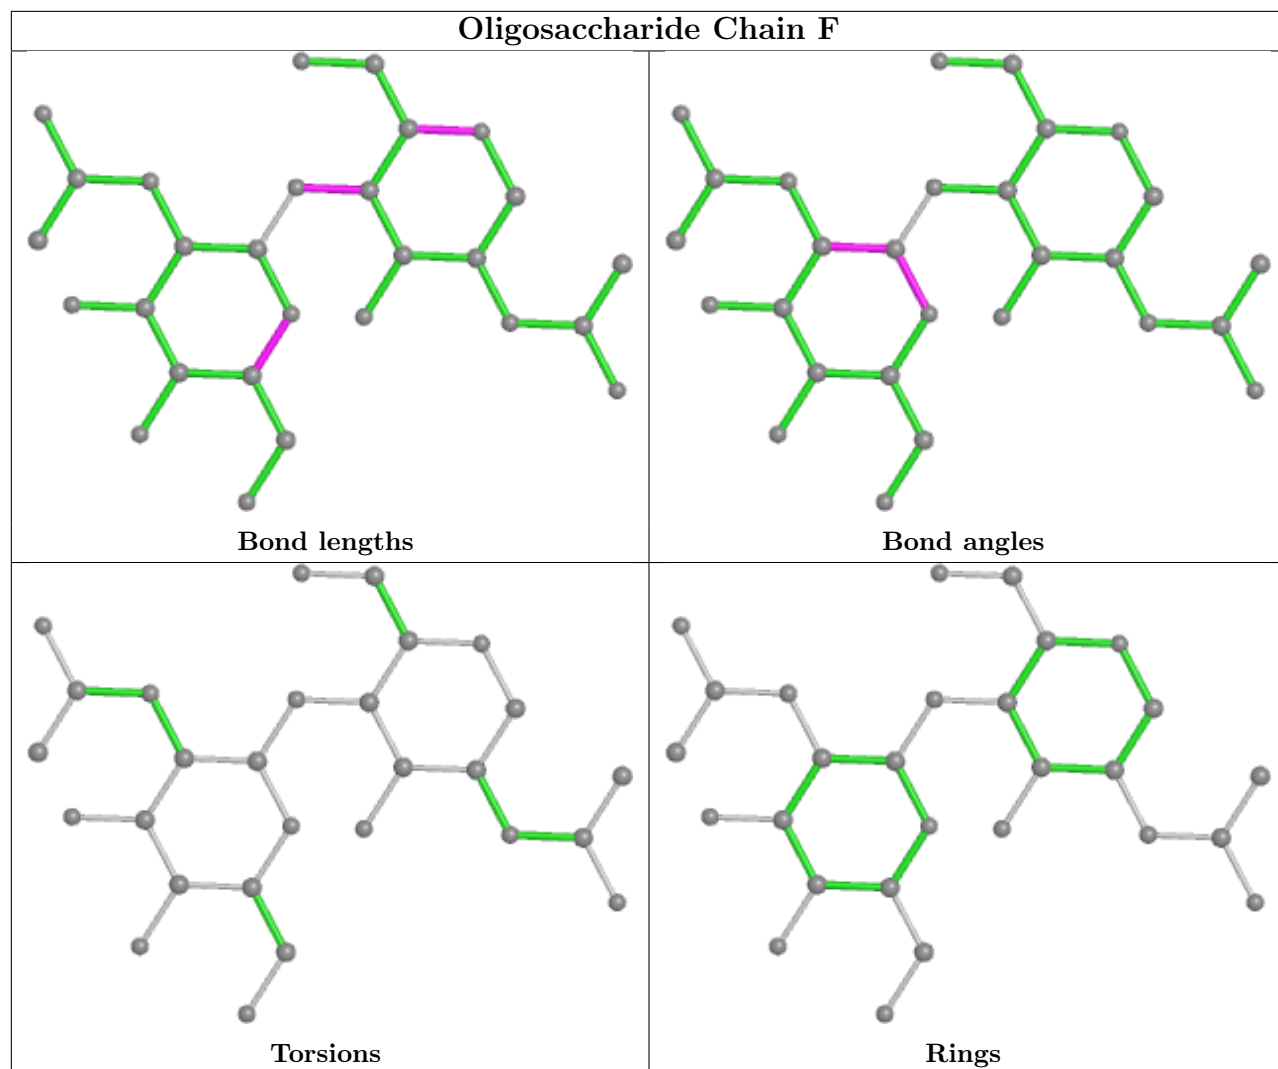 Oligosaccharide Chain F
Bond lengths
Bond angles
Torsions
Rings